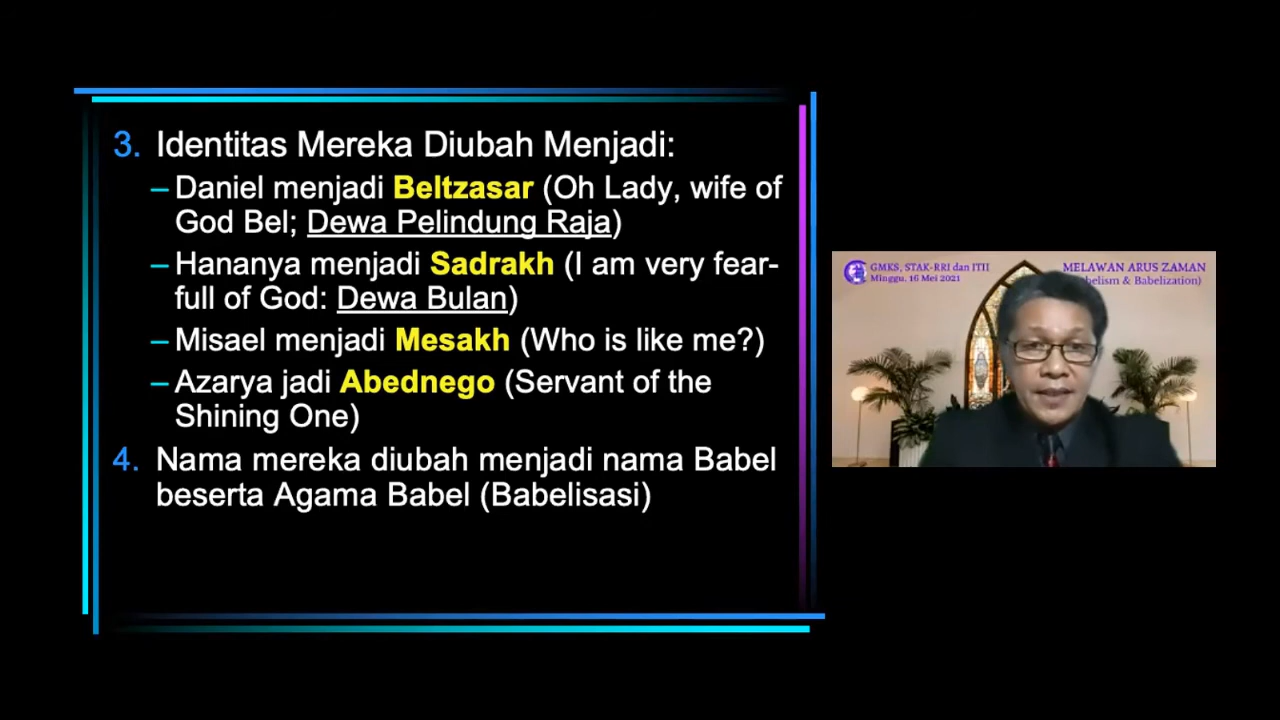 3. Identitas Mereka Diubah Menjadi:
– Daniel menjadi Beltzasar (Oh Lady, wife of
God Bel; Dewa Pelindung Raja)
– Hananya menjadi Sadrakh (I am very fear-
full of God: Dewa Bulan)
– Misael menjadi Mesakh (Who is like me?)
– Azarya jadi Abednego (Servant of the
Shining One)
4. Nama mereka diubah menjadi nama Babel
beserta Agama Babel (Babelisasi)
GMKS, STAK-RRI dan ITII
Minggu, 16 Mei 2021
MELAWAN ARUS ZAMAN
& Babelization)